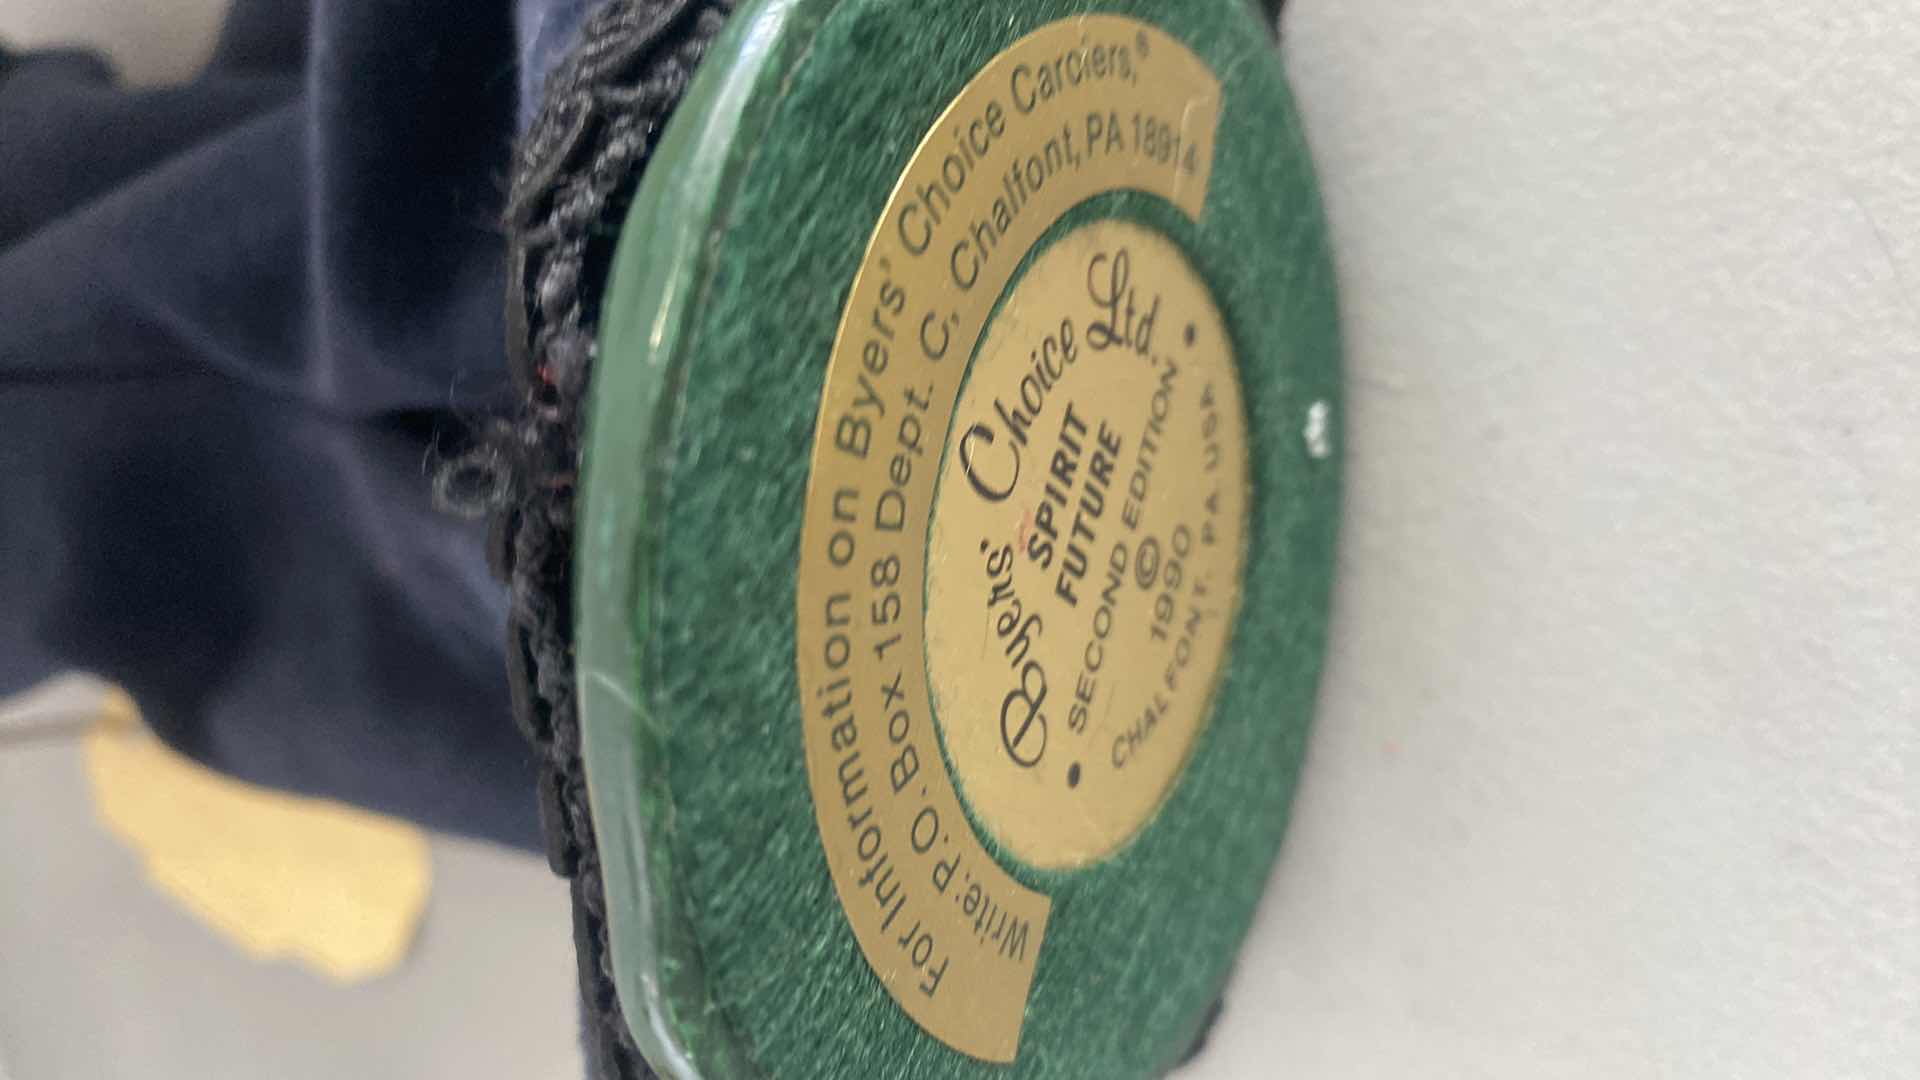 For Information on Byers' Choice Carolers,®
Write: P.O. Box 158 Dept. C, Chalfont, PA 18914
Byers' Choice Ltd.
SPIRIT
FUTURE
• SECOND EDITION •
©
1990
CHALFONT, PA USA